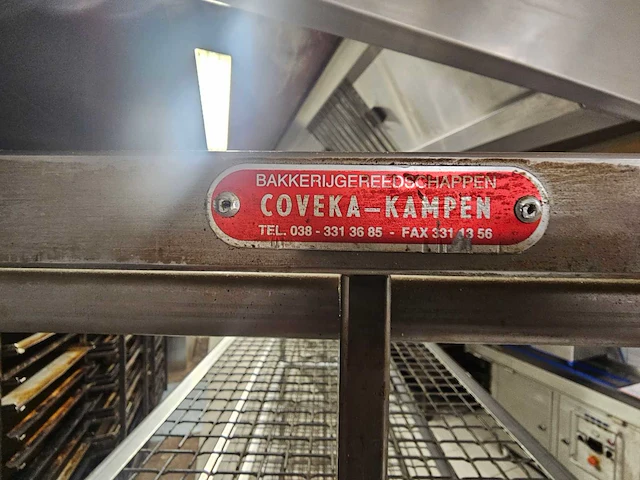 BAKKERIJGEREEDSCHAPPEN
COVEKA-KAMPEN
TEL. 038 - 331 36 85 - FAX 331 13 56